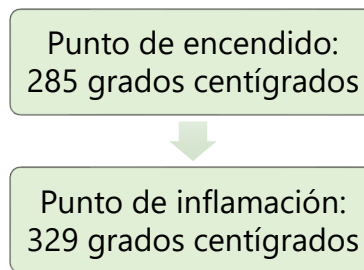 Punto de encendido:
285 grados centígrados
Punto de inflamación:
329 grados centígrados